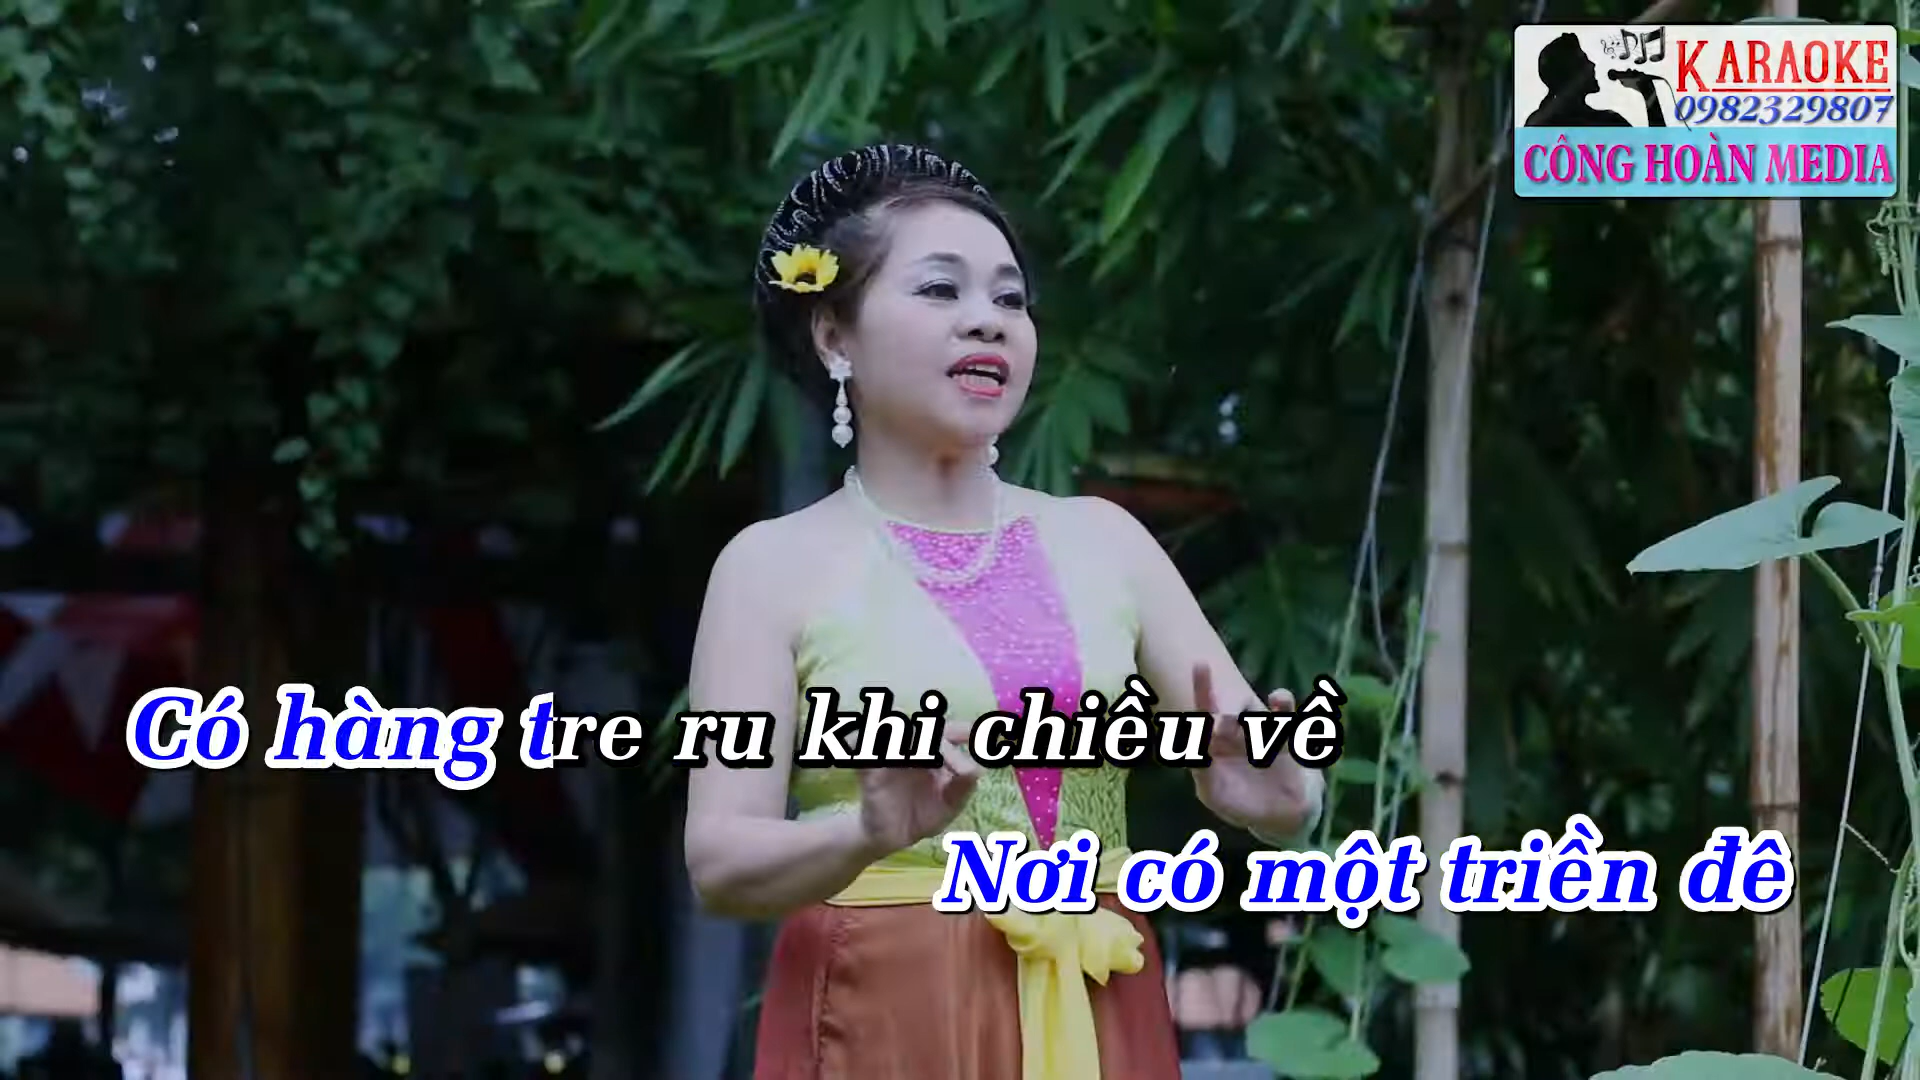 KARAOKE
0982329807
CÔNG HOÀN MEDIA
Có hàng tre ru khi chiều về
Nơi có một triền đê